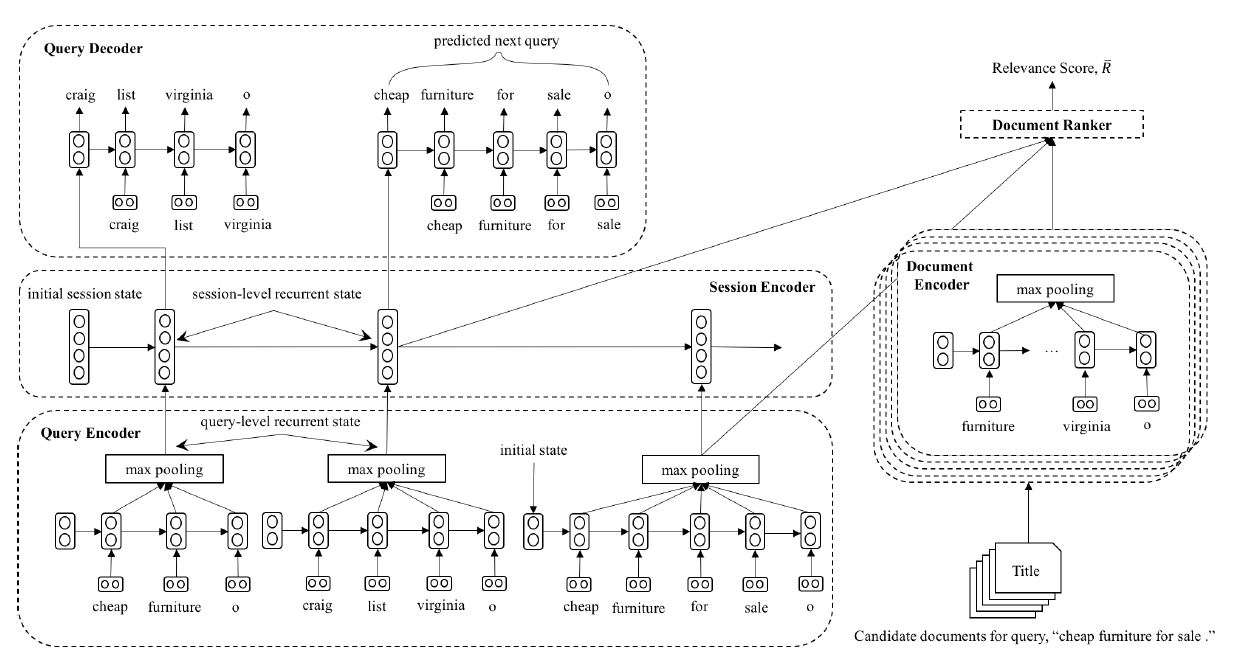 Query Decoder
predicted next query
craig list virginia o
cheap furniture for sale o
craig list virginia
cheap furniture for sale
Relevance Score, R̄
Document Ranker
initial session state
session-level recurrent state
Session Encoder
Document
Encoder
max pooling
...
furniture virginia o
Query Encoder
query-level recurrent state
initial state
max pooling
max pooling
max pooling
cheap furniture o
craig list virginia o
cheap furniture for sale o
Title
Candidate documents for query, “cheap furniture for sale .”